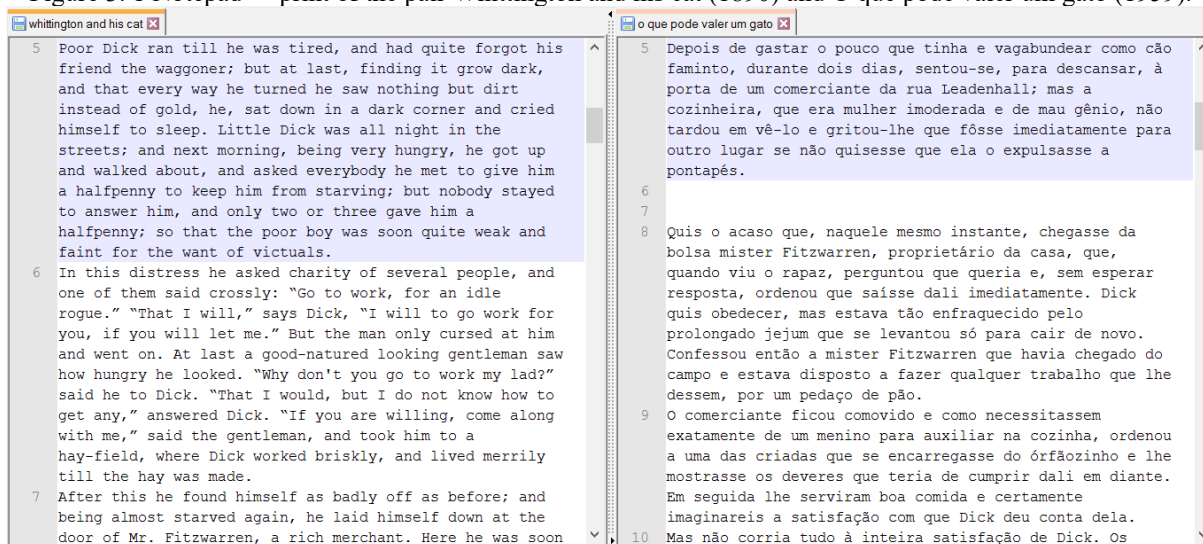 whittington and his cat
5 Poor Dick ran till he was tired, and had quite forgot his
friend the waggoner; but at last, finding it grow dark,
and that every way he turned he saw nothing but dirt
instead of gold, he, sat down in a dark corner and cried
himself to sleep. Little Dick was all night in the
streets; and next morning, being very hungry, he got up
and walked about, and asked everybody he met to give him
a halfpenny to keep him from starving; but nobody stayed
to answer him, and only two or three gave him a
halfpenny; so that the poor boy was soon quite weak and
faint for the want of victuals.
6 In this distress he asked charity of several people, and
one of them said crossly: “Go to work, for an idle
rogue.” “That I will,” says Dick, “I will to go work for
you, if you will let me.” But the man only cursed at him
and went on. At last a good-natured looking gentleman saw
how hungry he looked. “Why don't you go to work my lad?”
said he to Dick. “That I would, but I do not know how to
get any,” answered Dick. “If you are willing, come along
with me,” said the gentleman, and took him to a
hay-field, where Dick worked briskly, and lived merrily
till the hay was made.
7 After this he found himself as badly off as before; and
being almost starved again, he laid himself down at the
door of Mr. Fitzwarren, a rich merchant. Here he was soon
o que pode valer um gato
5 Depois de gastar o pouco que tinha e vagabundear como cão
faminto, durante dois dias, sentou-se, para descansar, à
porta de um comerciante da rua Leadenhall; mas a
cozinheira, que era mulher imoderada e de mau gênio, não
tardou em vê-lo e gritou-lhe que fôsse imediatamente para
outro lugar se não quisesse que ela o expulsasse a
pontapés.
6
7
8 Quis o acaso que, naquele mesmo instante, chegasse da
bolsa mister Fitzwarren, proprietário da casa, que,
quando viu o rapaz, perguntou que queria e, sem esperar
resposta, ordenou que saísse dali imediatamente. Dick
quis obedecer, mas estava tão enfraquecido pelo
prolongado jejum que se levantou só para cair de novo.
Confessou então a mister Fitzwarren que havia chegado do
campo e estava disposto a fazer qualquer trabalho que lhe
dessem, por um pedaço de pão.
9 O comerciante ficou comovido e como necessitassem
exatamente de um menino para auxiliar na cozinha, ordenou
a uma das criadas que se encarregasse do órfãozinho e lhe
mostrasse os deveres que teria de cumprir dali em diante.
Em seguida lhe serviram boa comida e certamente
imaginareis a satisfação com que Dick deu conta dela.
10 Mas não corria tudo à inteira satisfação de Dick. Os